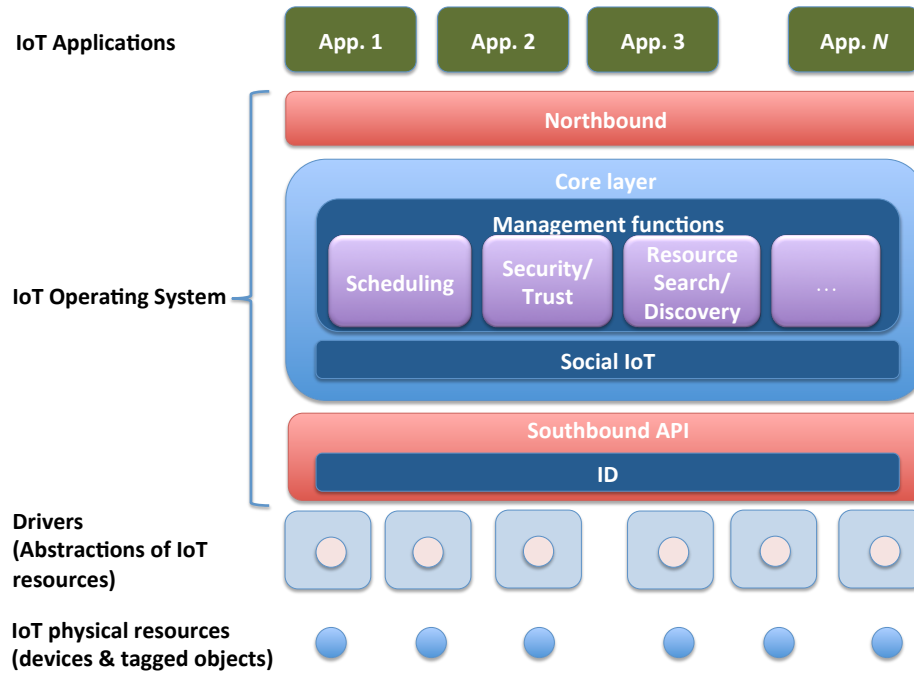 IoT Applications
App. 1
App. 2
App. 3
App. N
Northbound
Core layer
Management functions
Scheduling
Security/
Trust
Resource
Search/
Discovery
...
IoT Operating System
Social IoT
Southbound API
ID
Drivers
(Abstractions of IoT
resources)
IoT physical resources
(devices & tagged objects)